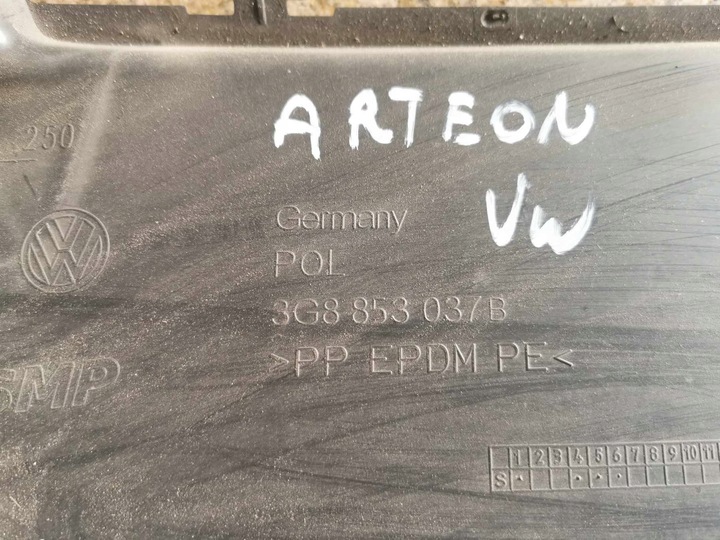 G
ARTEON
250
VW
Germany
POL
3G8 853 037B
SMP
>PP EPDM PE<
1 2 3 4 5 6 7 8 9 10 11
S